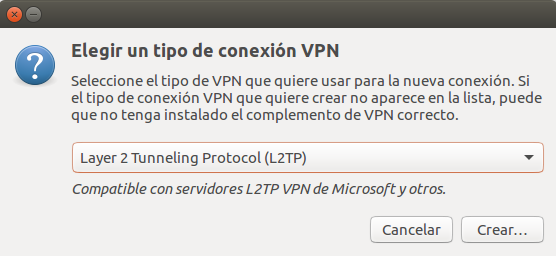 Elegir un tipo de conexión VPN
Seleccione el tipo de VPN que quiere usar para la nueva conexión. Si
el tipo de conexión VPN que quiere crear no aparece en la lista, puede
que no tenga instalado el complemento de VPN correcto.
Layer 2 Tunneling Protocol (L2TP)
Compatible con servidores L2TP VPN de Microsoft y otros.
Cancelar
Crear...